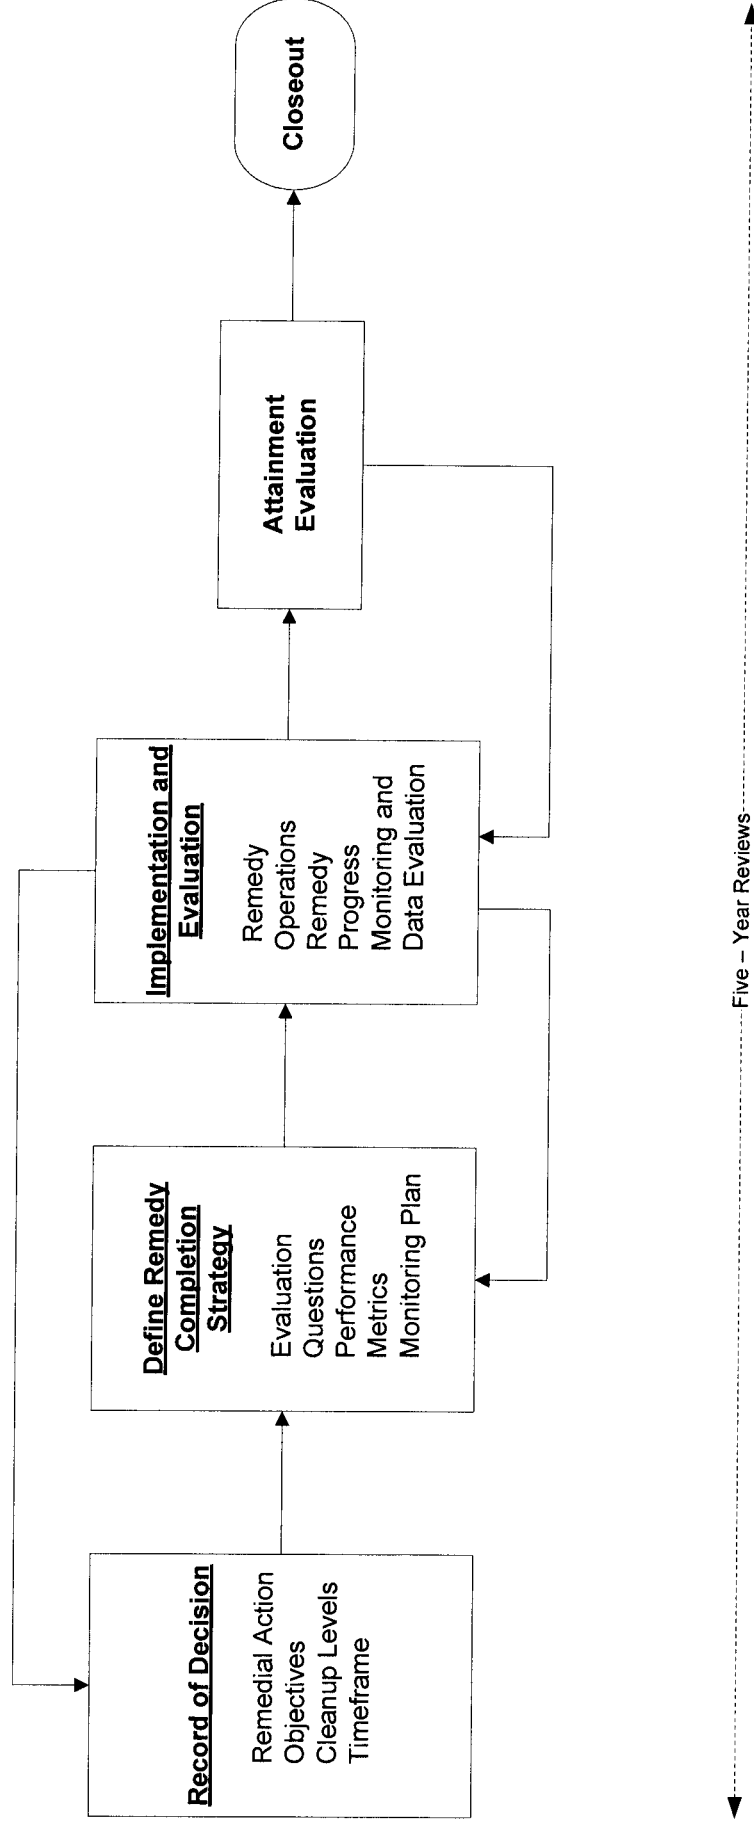 Record of Decision
Remedial Action
Objectives
Cleanup Levels
Timeframe
Define Remedy
Completion
Strategy
Evaluation
Questions
Performance
Metrics
Monitoring Plan
Implementation and
Evaluation
Remedy
Operations
Remedy
Progress
Monitoring and
Data Evaluation
Attainment
Evaluation
Closeout
Five – Year Reviews